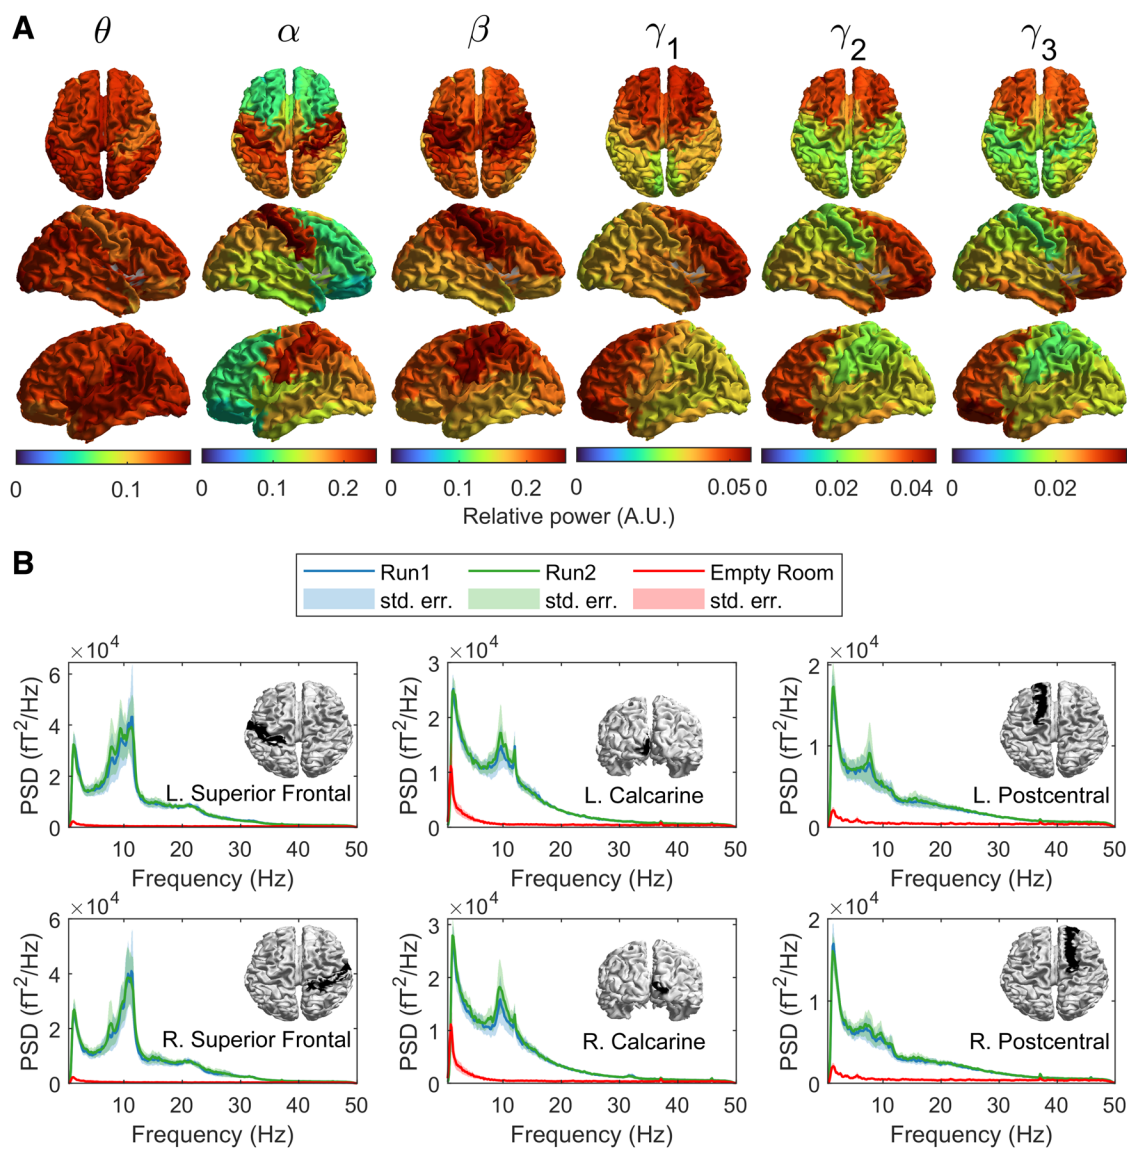 A
θ α β γ1 γ2 γ3
0 0.1 0 0.1 0.2 0 0.1 0.2 0 0.05 0 0.02 0.04 0 0.02
Relative power (A.U.)
B
Run1 Run2 Empty Room
std. err. std. err. std. err.
×10^4 ×10^4 ×10^4
PSD (fT^2/Hz) 6 4 2 0
L. Superior Frontal
10 20 30 40 50
Frequency (Hz)
PSD (fT^2/Hz) 3 2 1 0
L. Calcarine
10 20 30 40 50
Frequency (Hz)
PSD (fT^2/Hz) 2 1 0
L. Postcentral
10 20 30 40 50
Frequency (Hz)
×10^4 ×10^4 ×10^4
PSD (fT^2/Hz) 6 4 2 0
R. Superior Frontal
10 20 30 40 50
Frequency (Hz)
PSD (fT^2/Hz) 3 2 1 0
R. Calcarine
10 20 30 40 50
Frequency (Hz)
PSD (fT^2/Hz) 2 1 0
R. Postcentral
10 20 30 40 50
Frequency (Hz)